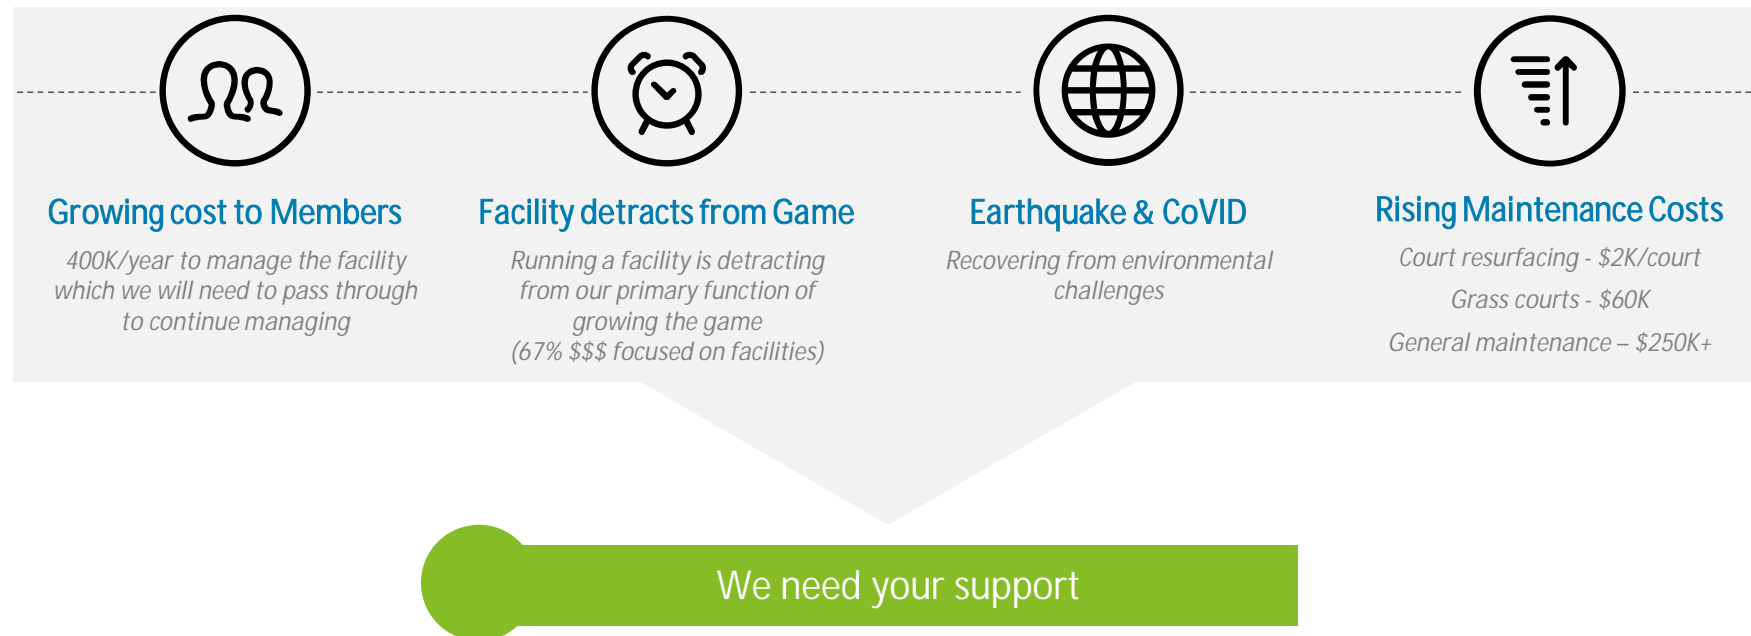 Growing cost to Members
400K/year to manage the facility
which we will need to pass through
to continue managing
Facility detracts from Game
Running a facility is detracting
from our primary function of
growing the game
(67% $$$ focused on facilities)
Earthquake & CoVID
Recovering from environmental
challenges
Rising Maintenance Costs
Court resurfacing - $2K/court
Grass courts - $60K
General maintenance – $250K+
We need your support